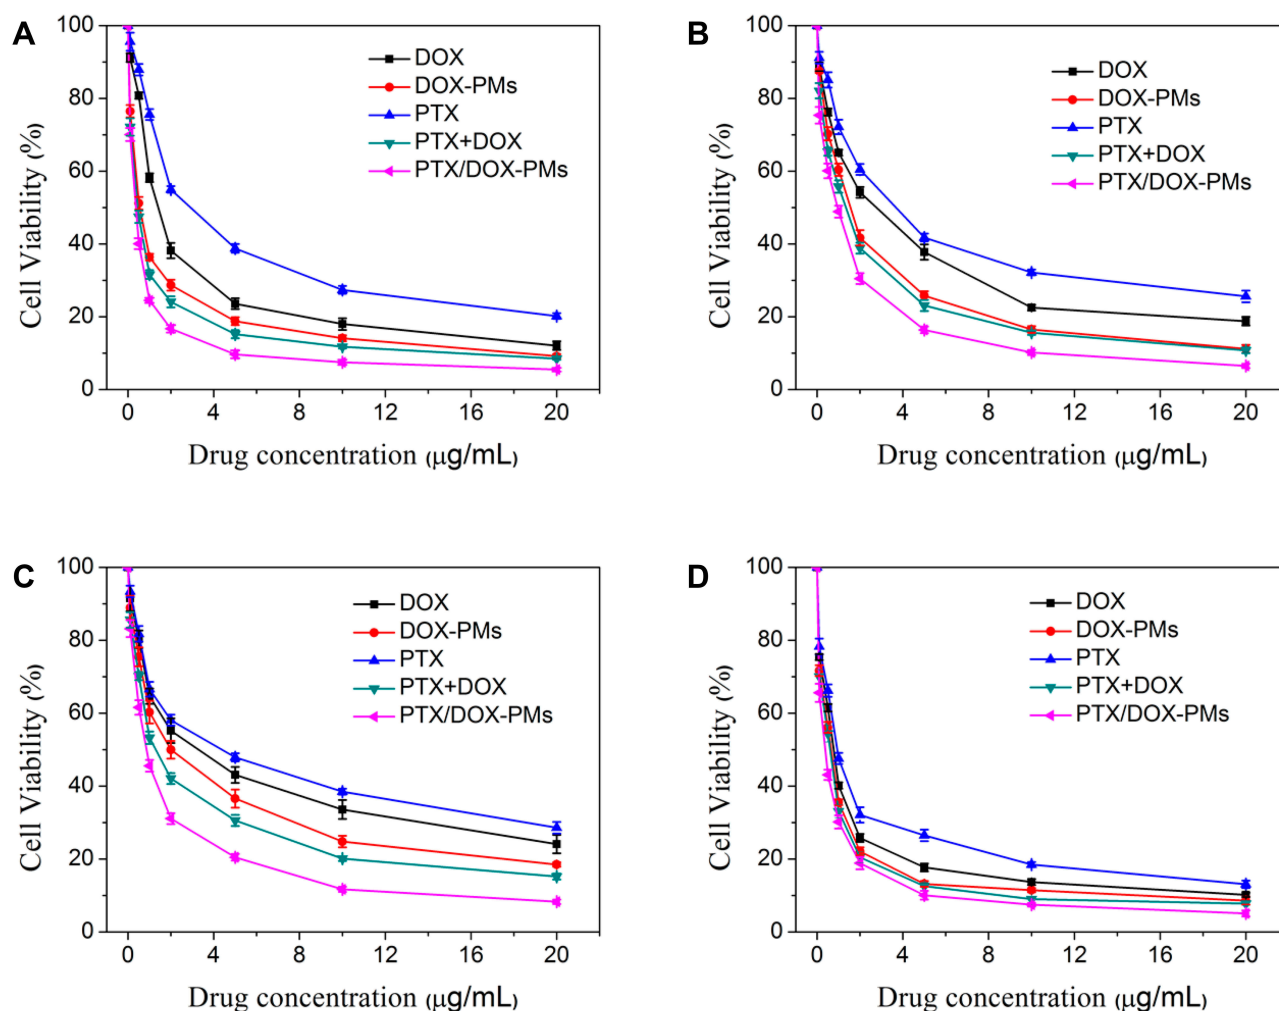 A
100
80
60
40
20
0
Cell Viability (%)
DOX
DOX-PMs
PTX
PTX+DOX
PTX/DOX-PMs
0 4 8 12 16 20
Drug concentration (μg/mL)
B
100
80
60
40
20
0
Cell Viability (%)
DOX
DOX-PMs
PTX
PTX+DOX
PTX/DOX-PMs
0 4 8 12 16 20
Drug concentration (μg/mL)
C
100
80
60
40
20
0
Cell Viability (%)
DOX
DOX-PMs
PTX
PTX+DOX
PTX/DOX-PMs
0 4 8 12 16 20
Drug concentration (μg/mL)
D
100
80
60
40
20
0
Cell Viability (%)
DOX
DOX-PMs
PTX
PTX+DOX
PTX/DOX-PMs
0 4 8 12 16 20
Drug concentration (μg/mL)